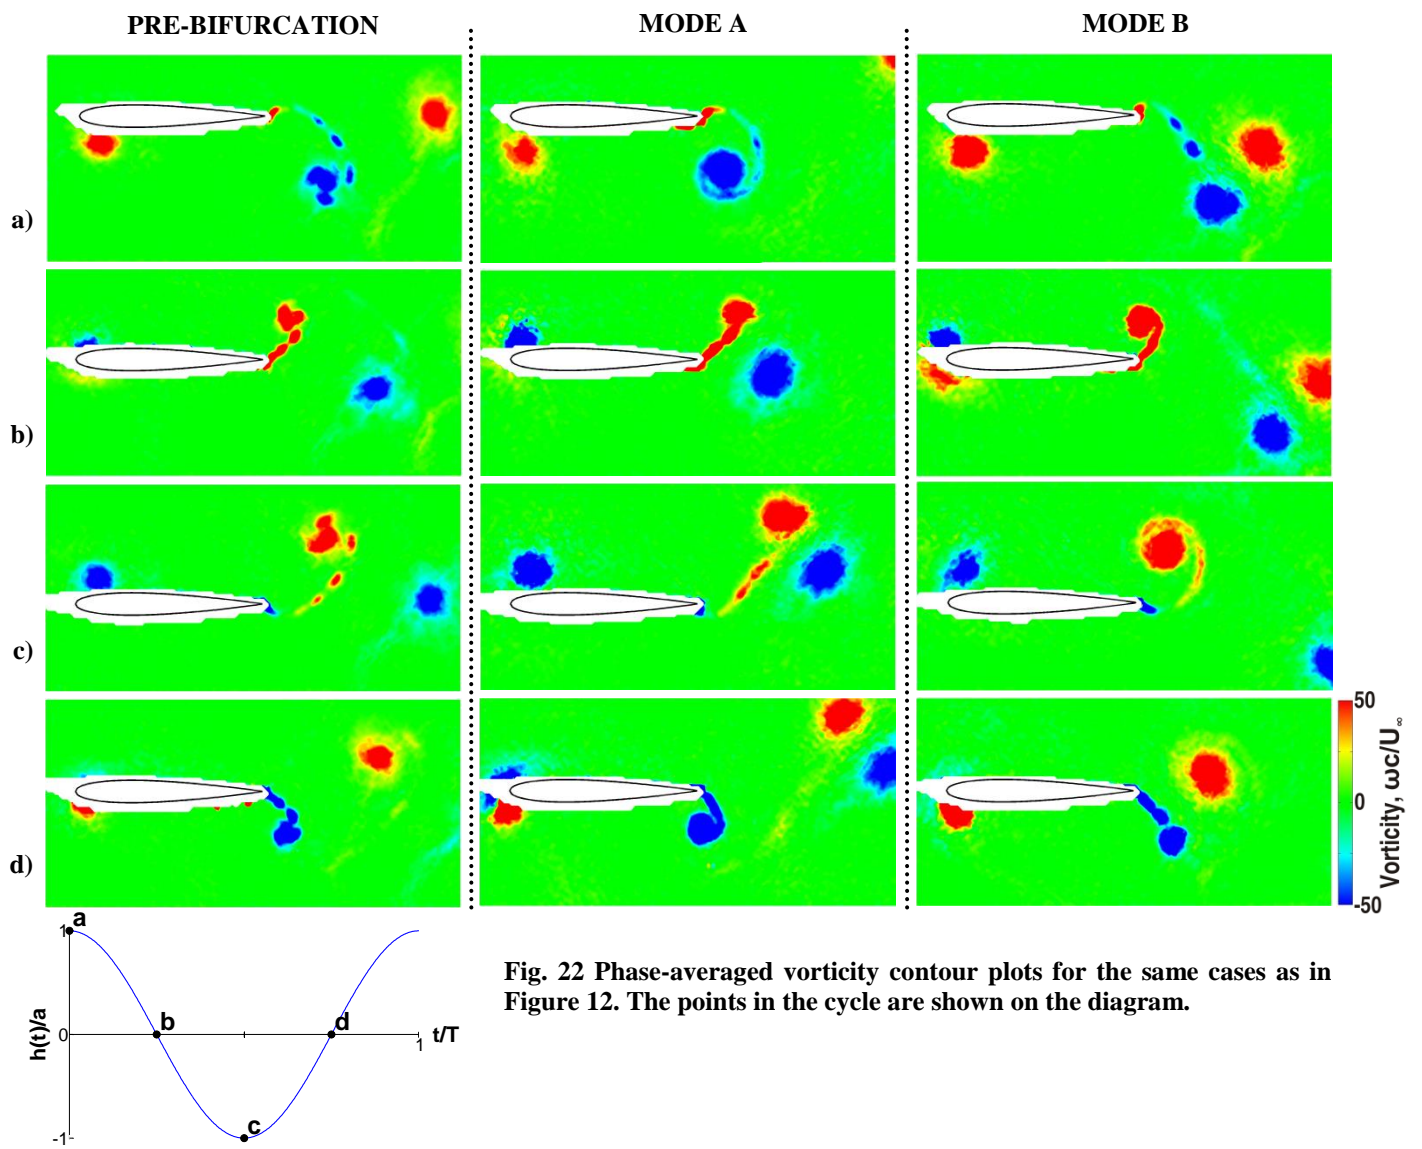 PRE-BIFURCATION
MODE A
MODE B
a)
b)
c)
d)
50
0
-50
Vorticity, ωc/U∞
a
1
b
0
d
1
t/T
h(t)/a
c
-1
Fig. 22 Phase-averaged vorticity contour plots for the same cases as in
Figure 12. The points in the cycle are shown on the diagram.